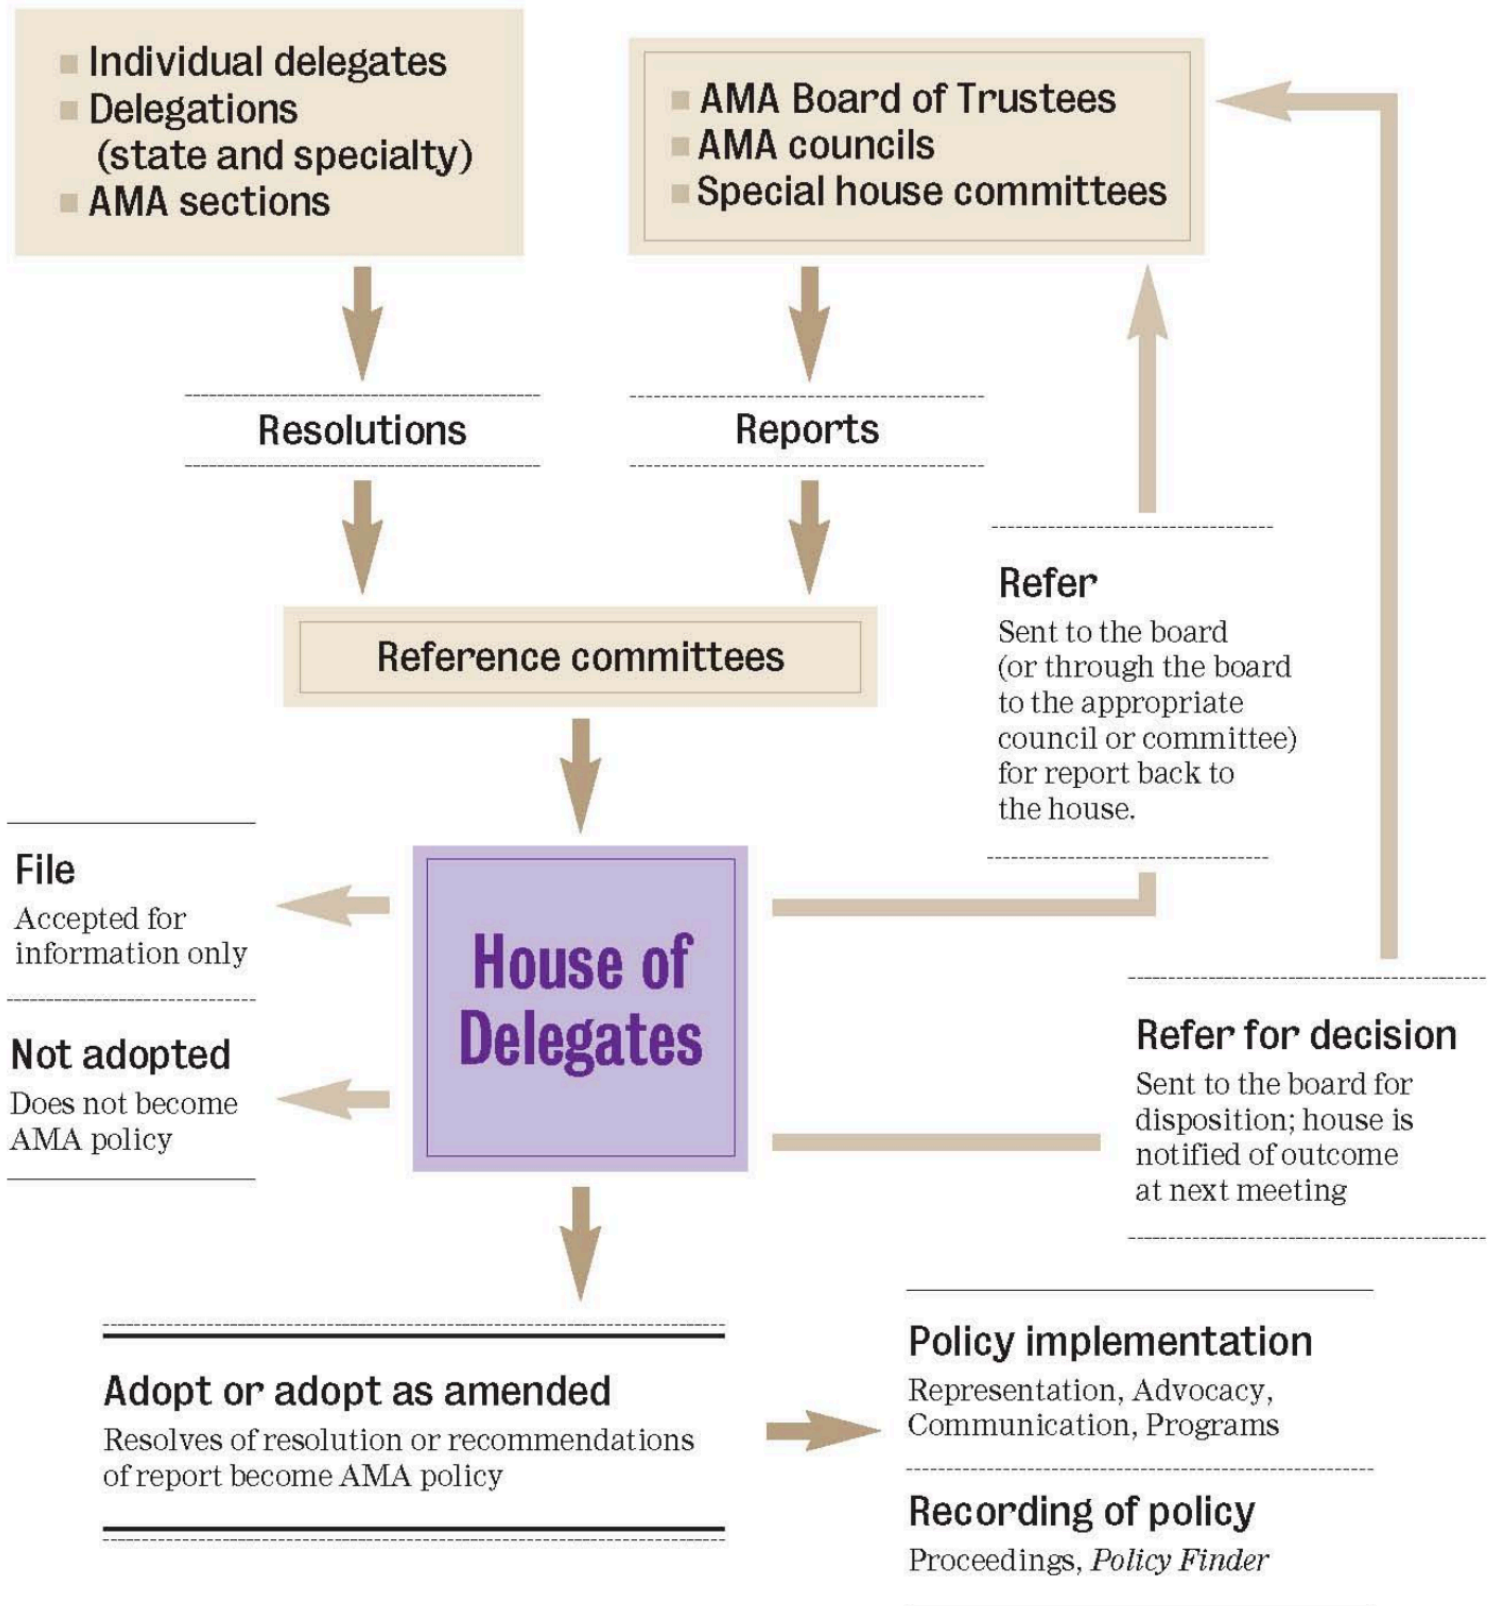 Individual delegates
Delegations
(state and specialty)
AMA sections
AMA Board of Trustees
AMA councils
Special house committees
Resolutions
Reports
Reference committees
Refer
Sent to the board
(or through the board
to the appropriate
council or committee)
for report back to
the house.
File
Accepted for
information only
Not adopted
Does not become
AMA policy
House of
Delegates
Refer for decision
Sent to the board for
disposition; house is
notified of outcome
at next meeting
Adopt or adopt as amended
Resolves of resolution or recommendations
of report become AMA policy
Policy implementation
Representation, Advocacy,
Communication, Programs
Recording of policy
Proceedings, Policy Finder